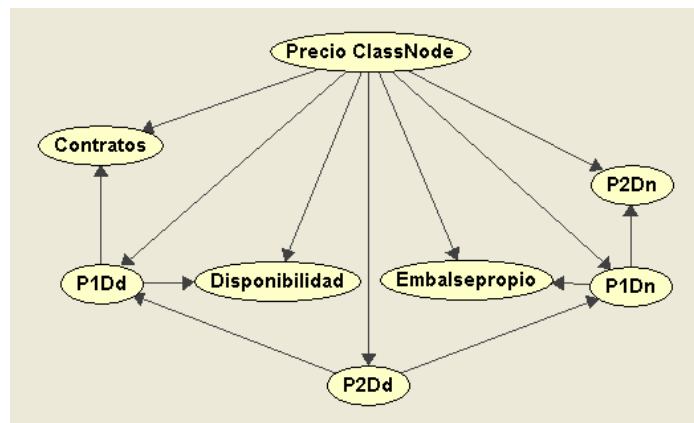 Precio ClassNode
Contratos
P2Dn
P1Dd
Disponibilidad
Embalsepropio
P1Dn
P2Dd